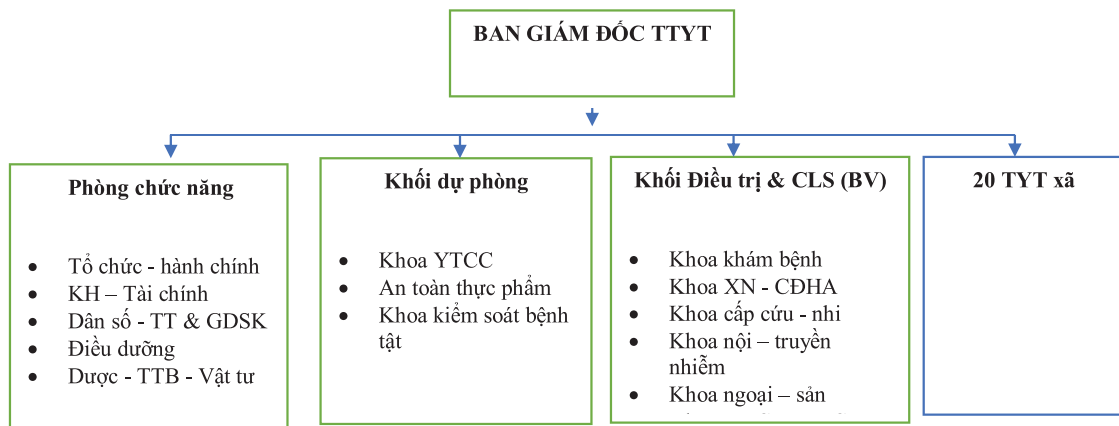 BAN GIÁM ĐỐC TTYT
Phòng chức năng
• Tổ chức - hành chính
• KH – Tài chính
• Dân số - TT & GDSK
• Điều dưỡng
• Dược - TTB - Vật tư
Khối dự phòng
• Khoa YTCC
• An toàn thực phẩm
• Khoa kiểm soát bệnh
tật
Khối Điều trị & CLS (BV)
• Khoa khám bệnh
• Khoa XN - CĐHA
• Khoa cấp cứu - nhi
• Khoa nội – truyền
nhiễm
• Khoa ngoại – sản
20 TYT xã